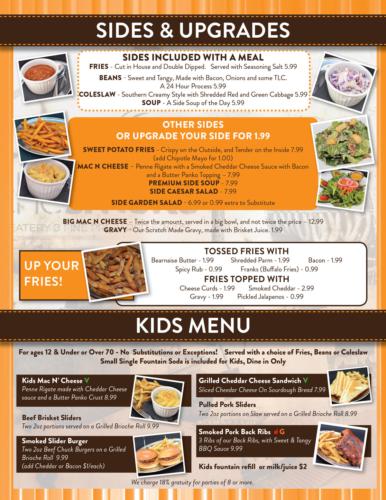 SIDES & UPGRADES
SIDES INCLUDED WITH A MEAL
FRIES - Cut in House and Double Dipped. Served with Seasoning Salt 5.99
BEANS - Sweet and Tangy, Made with Bacon, Onions and some TLC.
A 24 Hour Process 5.99
COLESLAW - Southern Creamy Style with Shredded Red and Green Cabbage 5.99
SOUP - A Side Soup of the Day 5.99
OTHER SIDES
OR UPGRADE YOUR SIDE FOR 1.99
SWEET POTATO FRIES - Crispy on the Outside, and Tender on the Inside 7.99
(add Chipotle Mayo for 1.00)
MAC N CHEESE - Penne Rigate with a Smoked Cheddar Cheese Sauce with Bacon
and a Butter Panko Topping - 7.99
PREMIUM SIDE SOUP - 7.99
SIDE CAESAR SALAD - 7.99
SIDE GARDEN SALAD - 6.99 or 0.99 extra to Substitute
BIG MAC N CHEESE - Twice the amount, served in a big bowl, and not twice the price - 12.99
GRAVY - Our Scratch Made Gravy, made with Brisket Juice. 1.99
UP YOUR
FRIES!
TOSSED FRIES WITH
Bearnaise Butter - 1.99 Shredded Parm - 1.99 Bacon - 1.99
Spicy Rub - 0.99 Franks (Buffalo Fries) - 0.99
FRIES TOPPED WITH
Cheese Curds - 1.99 Smoked Cheddar - 2.99
Gravy - 1.99 Pickled Jalapenos - 0.99
KIDS MENU
For ages 12 & Under or Over 70 - No Substitutions or Exceptions! Served with a choice of Fries, Beans or Coleslaw
Small Single Fountain Soda is included for Kids, Dine in Only
Kids Mac N' Cheese V
Penne Rigate made with Cheddar Cheese
sauce and a Butter Panko Crust 8.99
Beef Brisket Sliders
Two 2oz portions served on a Grilled Brioche Roll 9.99
Smoked Slider Burger
Two 2oz Beef Chuck Burgers on a Grilled
Brioche Roll 9.99
(add Cheddar or Bacon $1/each)
Grilled Cheddar Cheese Sandwich V
Sliced Cheddar Cheese On Sourdough Bread 7.99
Pulled Pork Sliders
Two 2oz portions on Slaw served on a Grilled Brioche Roll 8.99
Smoked Pork Back Ribs G
3 Ribs of our Back Ribs, with Sweet & Tangy
BBQ Sauce 9.99
Kids fountain refill or milk/juice $2
We charge 18% gratuity for parties of 8 or more.